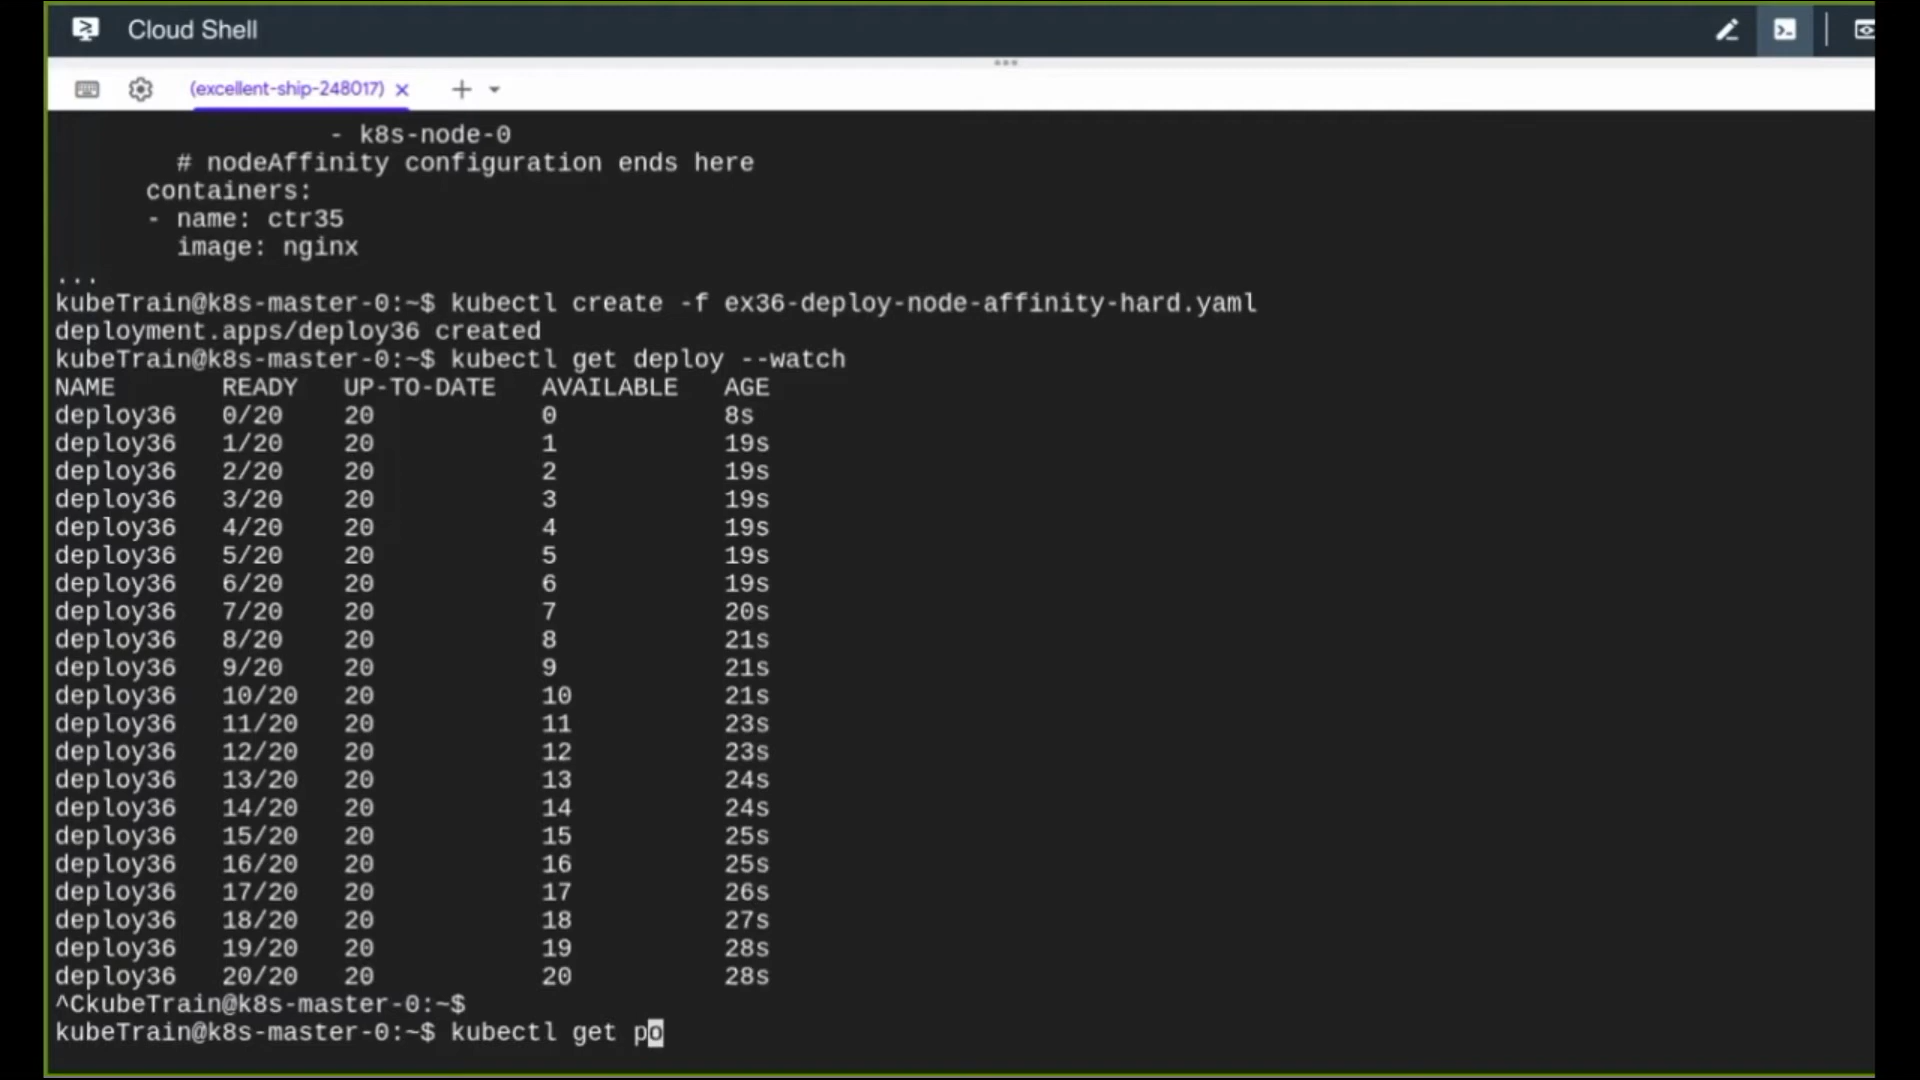 Cloud Shell
(excellent-ship-248017)
- k8s-node-0
# nodeAffinity configuration ends here
containers:
- name: ctr35
image: nginx
...
kubeTrain@k8s-master-0:~$ kubectl create -f ex36-deploy-node-affinity-hard.yaml
deployment.apps/deploy36 created
kubeTrain@k8s-master-0:~$ kubectl get deploy --watch
NAME READY UP-TO-DATE AVAILABLE AGE
deploy36 0/20 20 0 8s
deploy36 1/20 20 1 19s
deploy36 2/20 20 2 19s
deploy36 3/20 20 3 19s
deploy36 4/20 20 4 19s
deploy36 5/20 20 5 19s
deploy36 6/20 20 6 19s
deploy36 7/20 20 7 20s
deploy36 8/20 20 8 21s
deploy36 9/20 20 9 21s
deploy36 10/20 20 10 21s
deploy36 11/20 20 11 23s
deploy36 12/20 20 12 23s
deploy36 13/20 20 13 24s
deploy36 14/20 20 14 24s
deploy36 15/20 20 15 25s
deploy36 16/20 20 16 25s
deploy36 17/20 20 17 26s
deploy36 18/20 20 18 27s
deploy36 19/20 20 19 28s
deploy36 20/20 20 20 28s
^CkubeTrain@k8s-master-0:~$
kubeTrain@k8s-master-0:~$ kubectl get po